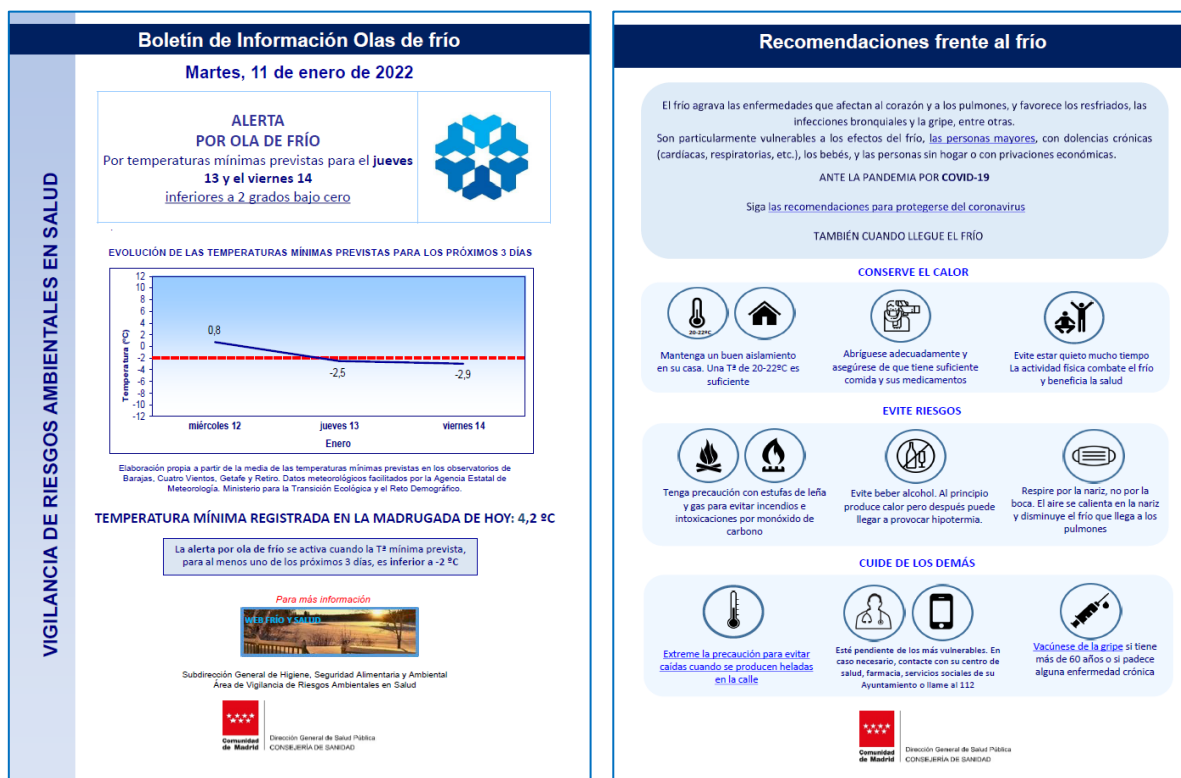 VIGILANCIA DE RIESGOS AMBIENTALES EN SALUD
Boletín de Información Olas de frío
Martes, 11 de enero de 2022
ALERTA
POR OLA DE FRÍO
Por temperaturas mínimas previstas para el jueves
13 y el viernes 14
inferiores a 2 grados bajo cero
EVOLUCIÓN DE LAS TEMPERATURAS MÍNIMAS PREVISTAS PARA LOS PRÓXIMOS 3 DÍAS
Temperatura (ºC)
12
10
8
6
4
2
0
-2
-4
-6
-8
-10
-12
0,8
-2,5
-2,9
miércoles 12
jueves 13
viernes 14
Enero
Elaboración propia a partir de la media de las temperaturas mínimas previstas en los observatorios de
Barajas, Cuatro Vientos, Getafe y Retiro. Datos meteorológicos facilitados por la Agencia Estatal de
Meteorología. Ministerio para la Transición Ecológica y el Reto Demográfico.
TEMPERATURA MÍNIMA REGISTRADA EN LA MADRUGADA DE HOY: 4,2 ºC
La alerta por ola de frío se activa cuando la Tª mínima prevista,
para al menos uno de los próximos 3 días, es inferior a -2 ºC
Para más información
WEB FRÍO Y SALUD
Subdirección General de Higiene, Seguridad Alimentaria y Ambiental
Área de Vigilancia de Riesgos Ambientales en Salud
Comunidad
de Madrid
Dirección General de Salud Pública
CONSEJERÍA DE SANIDAD
Recomendaciones frente al frío
El frío agrava las enfermedades que afectan al corazón y a los pulmones, y favorece los resfriados, las
infecciones bronquiales y la gripe, entre otras.
Son particularmente vulnerables a los efectos del frío, las personas mayores, con dolencias crónicas
(cardíacas, respiratorias, etc.), los bebés, y las personas sin hogar o con privaciones económicas.
ANTE LA PANDEMIA POR COVID-19
Siga las recomendaciones para protegerse del coronavirus
TAMBIÉN CUANDO LLEGUE EL FRÍO
CONSERVE EL CALOR
20-22ºC
Mantenga un buen aislamiento
en su casa. Una Tª de 20-22ºC es
suficiente
Abríguese adecuadamente y
asegúrese de que tiene suficiente
comida y sus medicamentos
Evite estar quieto mucho tiempo
La actividad física combate el frío
y beneficia la salud
EVITE RIESGOS
Tenga precaución con estufas de leña
y gas para evitar incendios e
intoxicaciones por monóxido de
carbono
Evite beber alcohol. Al principio
produce calor pero después puede
llegar a provocar hipotermia.
Respire por la nariz, no por la
boca. El aire se calienta en la nariz
y disminuye el frío que llega a los
pulmones
CUIDE DE LOS DEMÁS
Extreme la precaución para evitar
caídas cuando se producen heladas
en la calle
Esté pendiente de los más vulnerables. En
caso necesario, contacte con su centro de
salud, farmacia, servicios sociales de su
Ayuntamiento o llame al 112
Vacúnese de la gripe si tiene
más de 60 años o si padece
alguna enfermedad crónica
Comunidad
de Madrid
Dirección General de Salud Pública
CONSEJERÍA DE SANIDAD